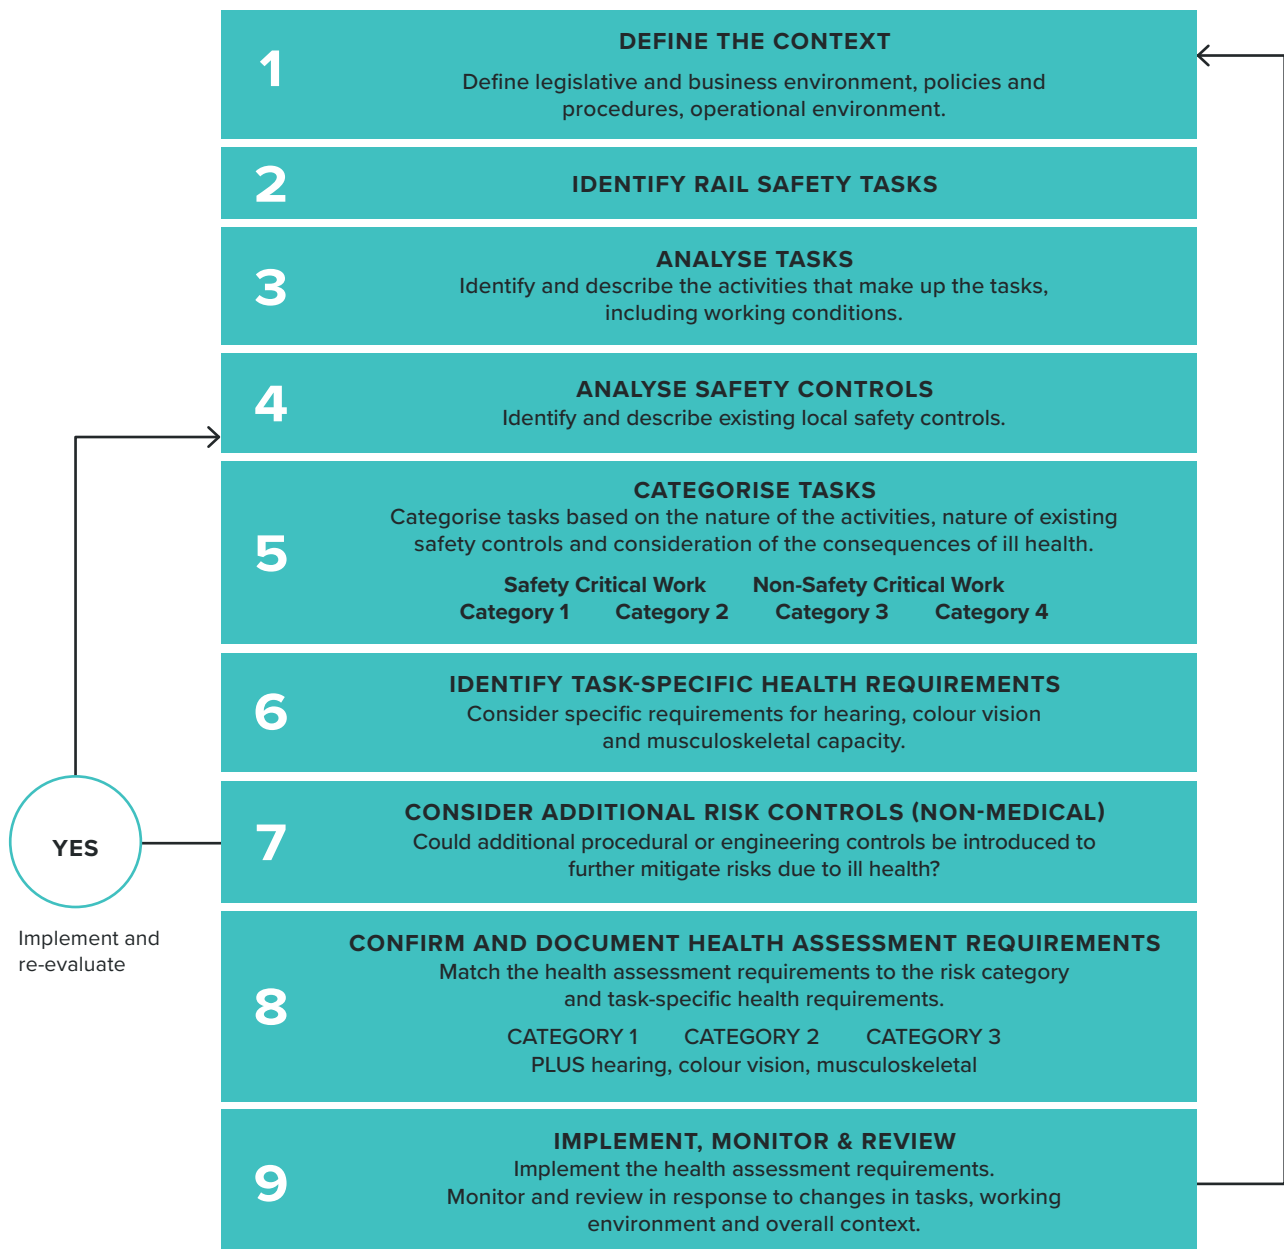 1
DEFINE THE CONTEXT
Define legislative and business environment, policies and
procedures, operational environment.
2
IDENTIFY RAIL SAFETY TASKS
3
ANALYSE TASKS
Identify and describe the activities that make up the tasks,
including working conditions.
4
ANALYSE SAFETY CONTROLS
Identify and describe existing local safety controls.
5
CATEGORISE TASKS
Categorise tasks based on the nature of the activities, nature of existing
safety controls and consideration of the consequences of ill health.
Safety Critical Work Non-Safety Critical Work
Category 1 Category 2 Category 3 Category 4
6
IDENTIFY TASK-SPECIFIC HEALTH REQUIREMENTS
Consider specific requirements for hearing, colour vision
and musculoskeletal capacity.
7
CONSIDER ADDITIONAL RISK CONTROLS (NON-MEDICAL)
Could additional procedural or engineering controls be introduced to
further mitigate risks due to ill health?
YES
Implement and
re-evaluate
8
CONFIRM AND DOCUMENT HEALTH ASSESSMENT REQUIREMENTS
Match the health assessment requirements to the risk category
and task-specific health requirements.
CATEGORY 1 CATEGORY 2 CATEGORY 3
PLUS hearing, colour vision, musculoskeletal
9
IMPLEMENT, MONITOR & REVIEW
Implement the health assessment requirements.
Monitor and review in response to changes in tasks, working
environment and overall context.